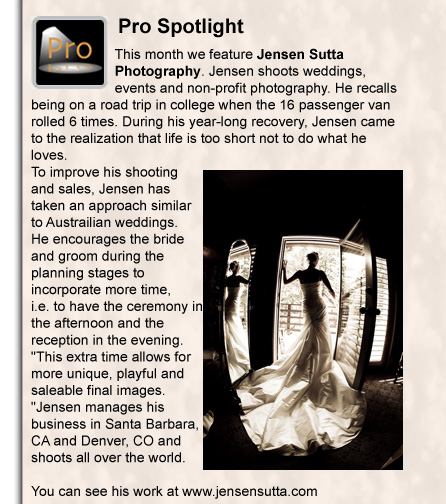 Pro
Pro Spotlight
This month we feature Jensen Sutta
Photography. Jensen shoots weddings,
events and non-profit photography. He recalls
being on a road trip in college when the 16 passenger van
rolled 6 times. During his year-long recovery, Jensen came
to the realization that life is too short not to do what he
loves.
To improve his shooting
and sales, Jensen has
taken an approach similar
to Austrailian weddings.
He encourages the bride
and groom during the
planning stages to
incorporate more time,
i.e. to have the ceremony in
the afternoon and the
reception in the evening.
"This extra time allows for
more unique, playful and
saleable final images.
"Jensen manages his
business in Santa Barbara,
CA and Denver, CO and
shoots all over the world.
You can see his work at www.jensensutta.com